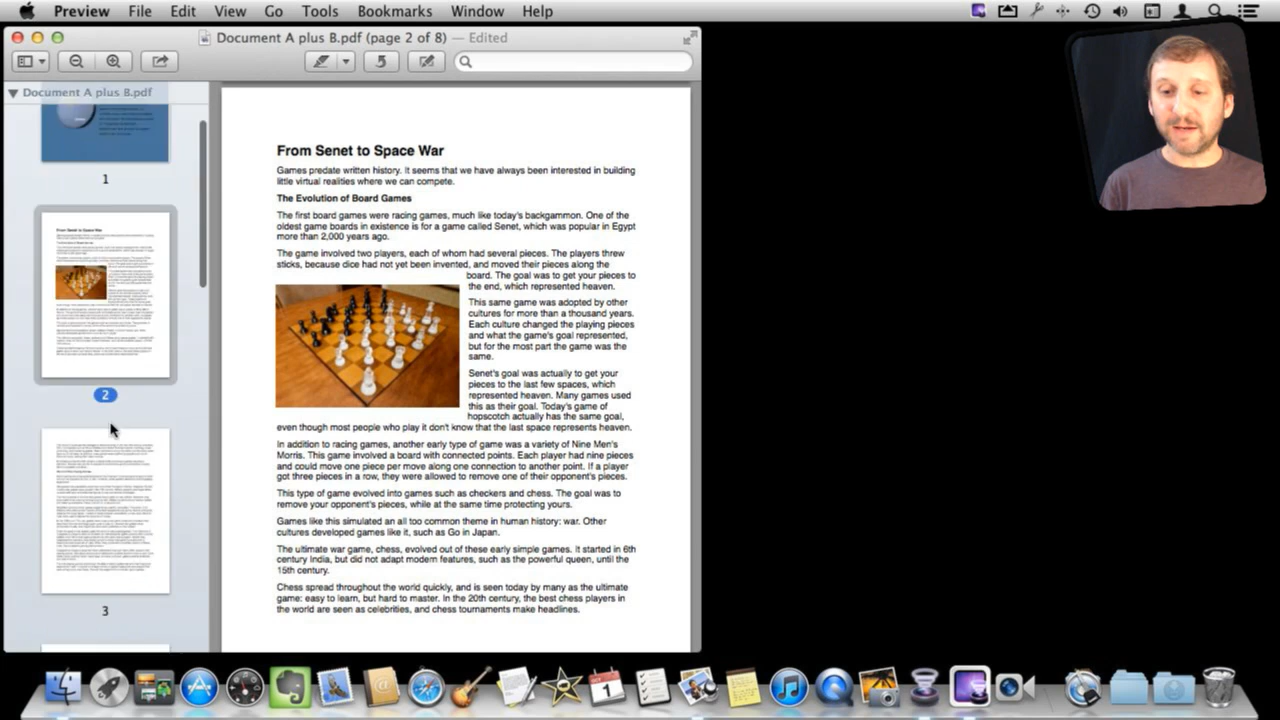 Preview File Edit View Go Tools Bookmarks Window Help
Document A plus B.pdf (page 2 of 8) — Edited
Document A plus B.pdf
1
2
3
From Senet to Space War
Games predate written history. It seems that we have always been interested in building
little virtual realities where we can compete.
The Evolution of Board Games
The first board games were racing games, much like today's backgammon. One of the
oldest game boards in existence is for a game called Senet, which was popular in Egypt
more than 2,000 years ago.
The game involved two players, each of whom had several pieces. The players threw
sticks, because dice had not yet been invented, and moved their pieces along the
board. The goal was to get your pieces to
the end, which represented heaven.
This same game was adopted by other
cultures for more than a thousand years.
Each culture changed the playing pieces
and what the game's goal represented,
but for the most part the game was the
same.
Senet's goal was actually to get your
pieces to the last few spaces, which
represented heaven. Many games used
this as their goal. Today's game of
hopscotch actually has the same goal,
even though most people who play it don't know that the last space represents heaven.
In addition to racing games, another early type of game was a variety of Nine Men's
Morris. This game involved a board with connected points. Each player had nine pieces
and could move one piece per move along one connection to another point. If a player
got three pieces in a row, they were allowed to remove one of their opponent's pieces.
This type of game evolved into games such as checkers and chess. The goal was to
remove your opponent's pieces, while at the same time protecting yours.
Games like this simulated an all too common theme in human history: war. Other
cultures developed games like it, such as Go in Japan.
The ultimate war game, chess, evolved out of these early simple games. It started in 6th
century India, but did not adapt modern features, such as the powerful queen, until the
15th century.
Chess spread throughout the world quickly, and is seen today by many as the ultimate
game: easy to learn, but hard to master. In the 20th century, the best chess players in
the world are seen as celebrities, and chess tournaments make headlines.